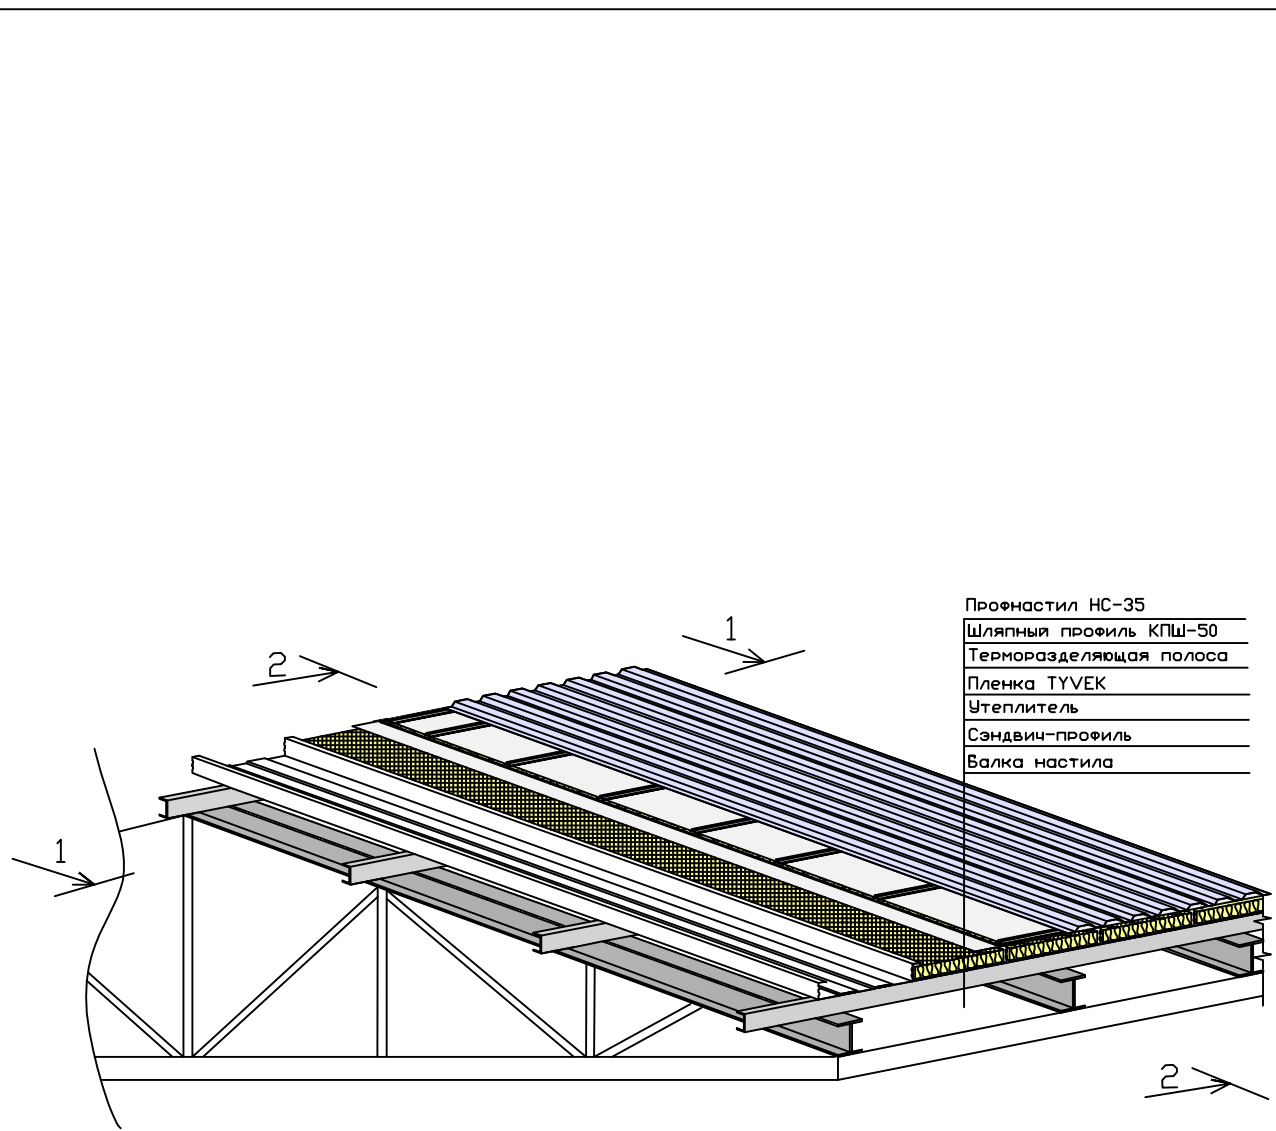 Профнастил НС-35
1
Шляпный профиль КПШ-50
2
Терморазделяющая полоса
Пленка TYVEK
Утеплитель
Сэндвич-профиль
Балка настила
1
2